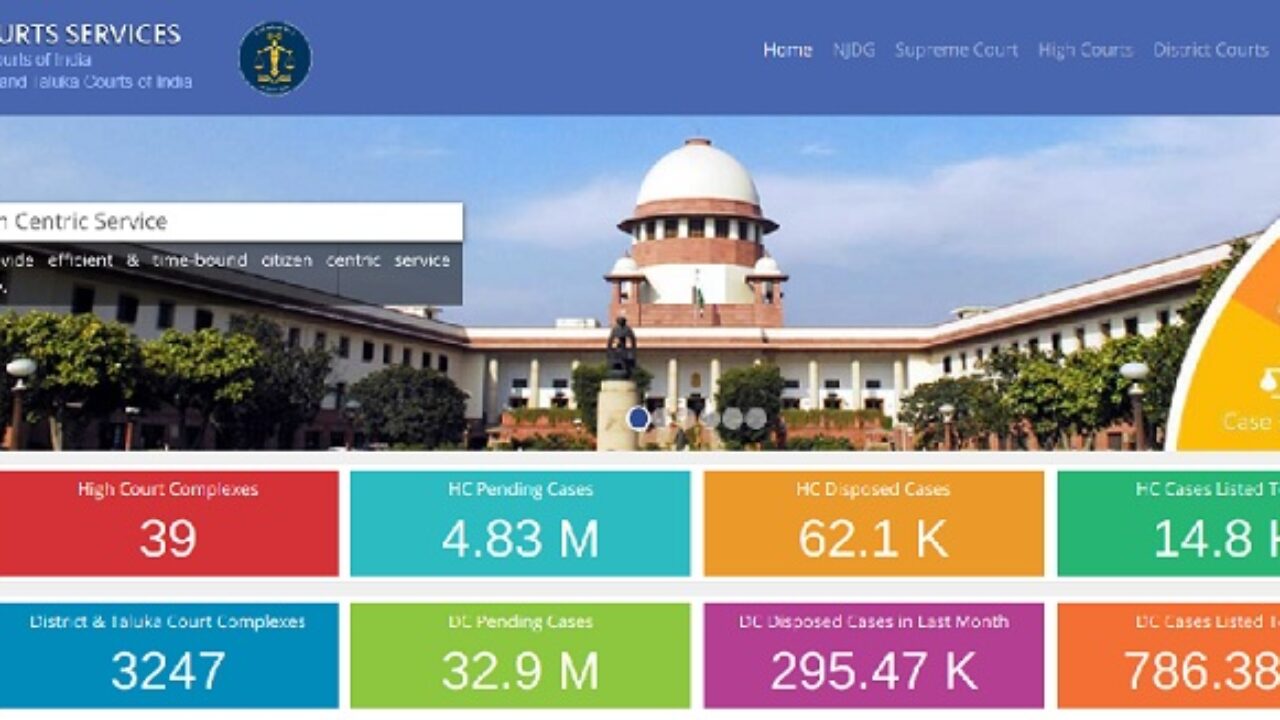 URTS SERVICES
ourts of India
and Taluka Courts of India
Home NJDG Supreme Court High Courts District Courts
n Centric Service
vide efficient & time-bound citizen centric service
Case
High Court Complexes
39
HC Pending Cases
4.83 M
HC Disposed Cases
62.1 K
HC Cases Listed T
14.8 K
District & Taluka Court Complexes
3247
DC Pending Cases
32.9 M
DC Disposed Cases in Last Month
295.47 K
DC Cases Listed T
786.38